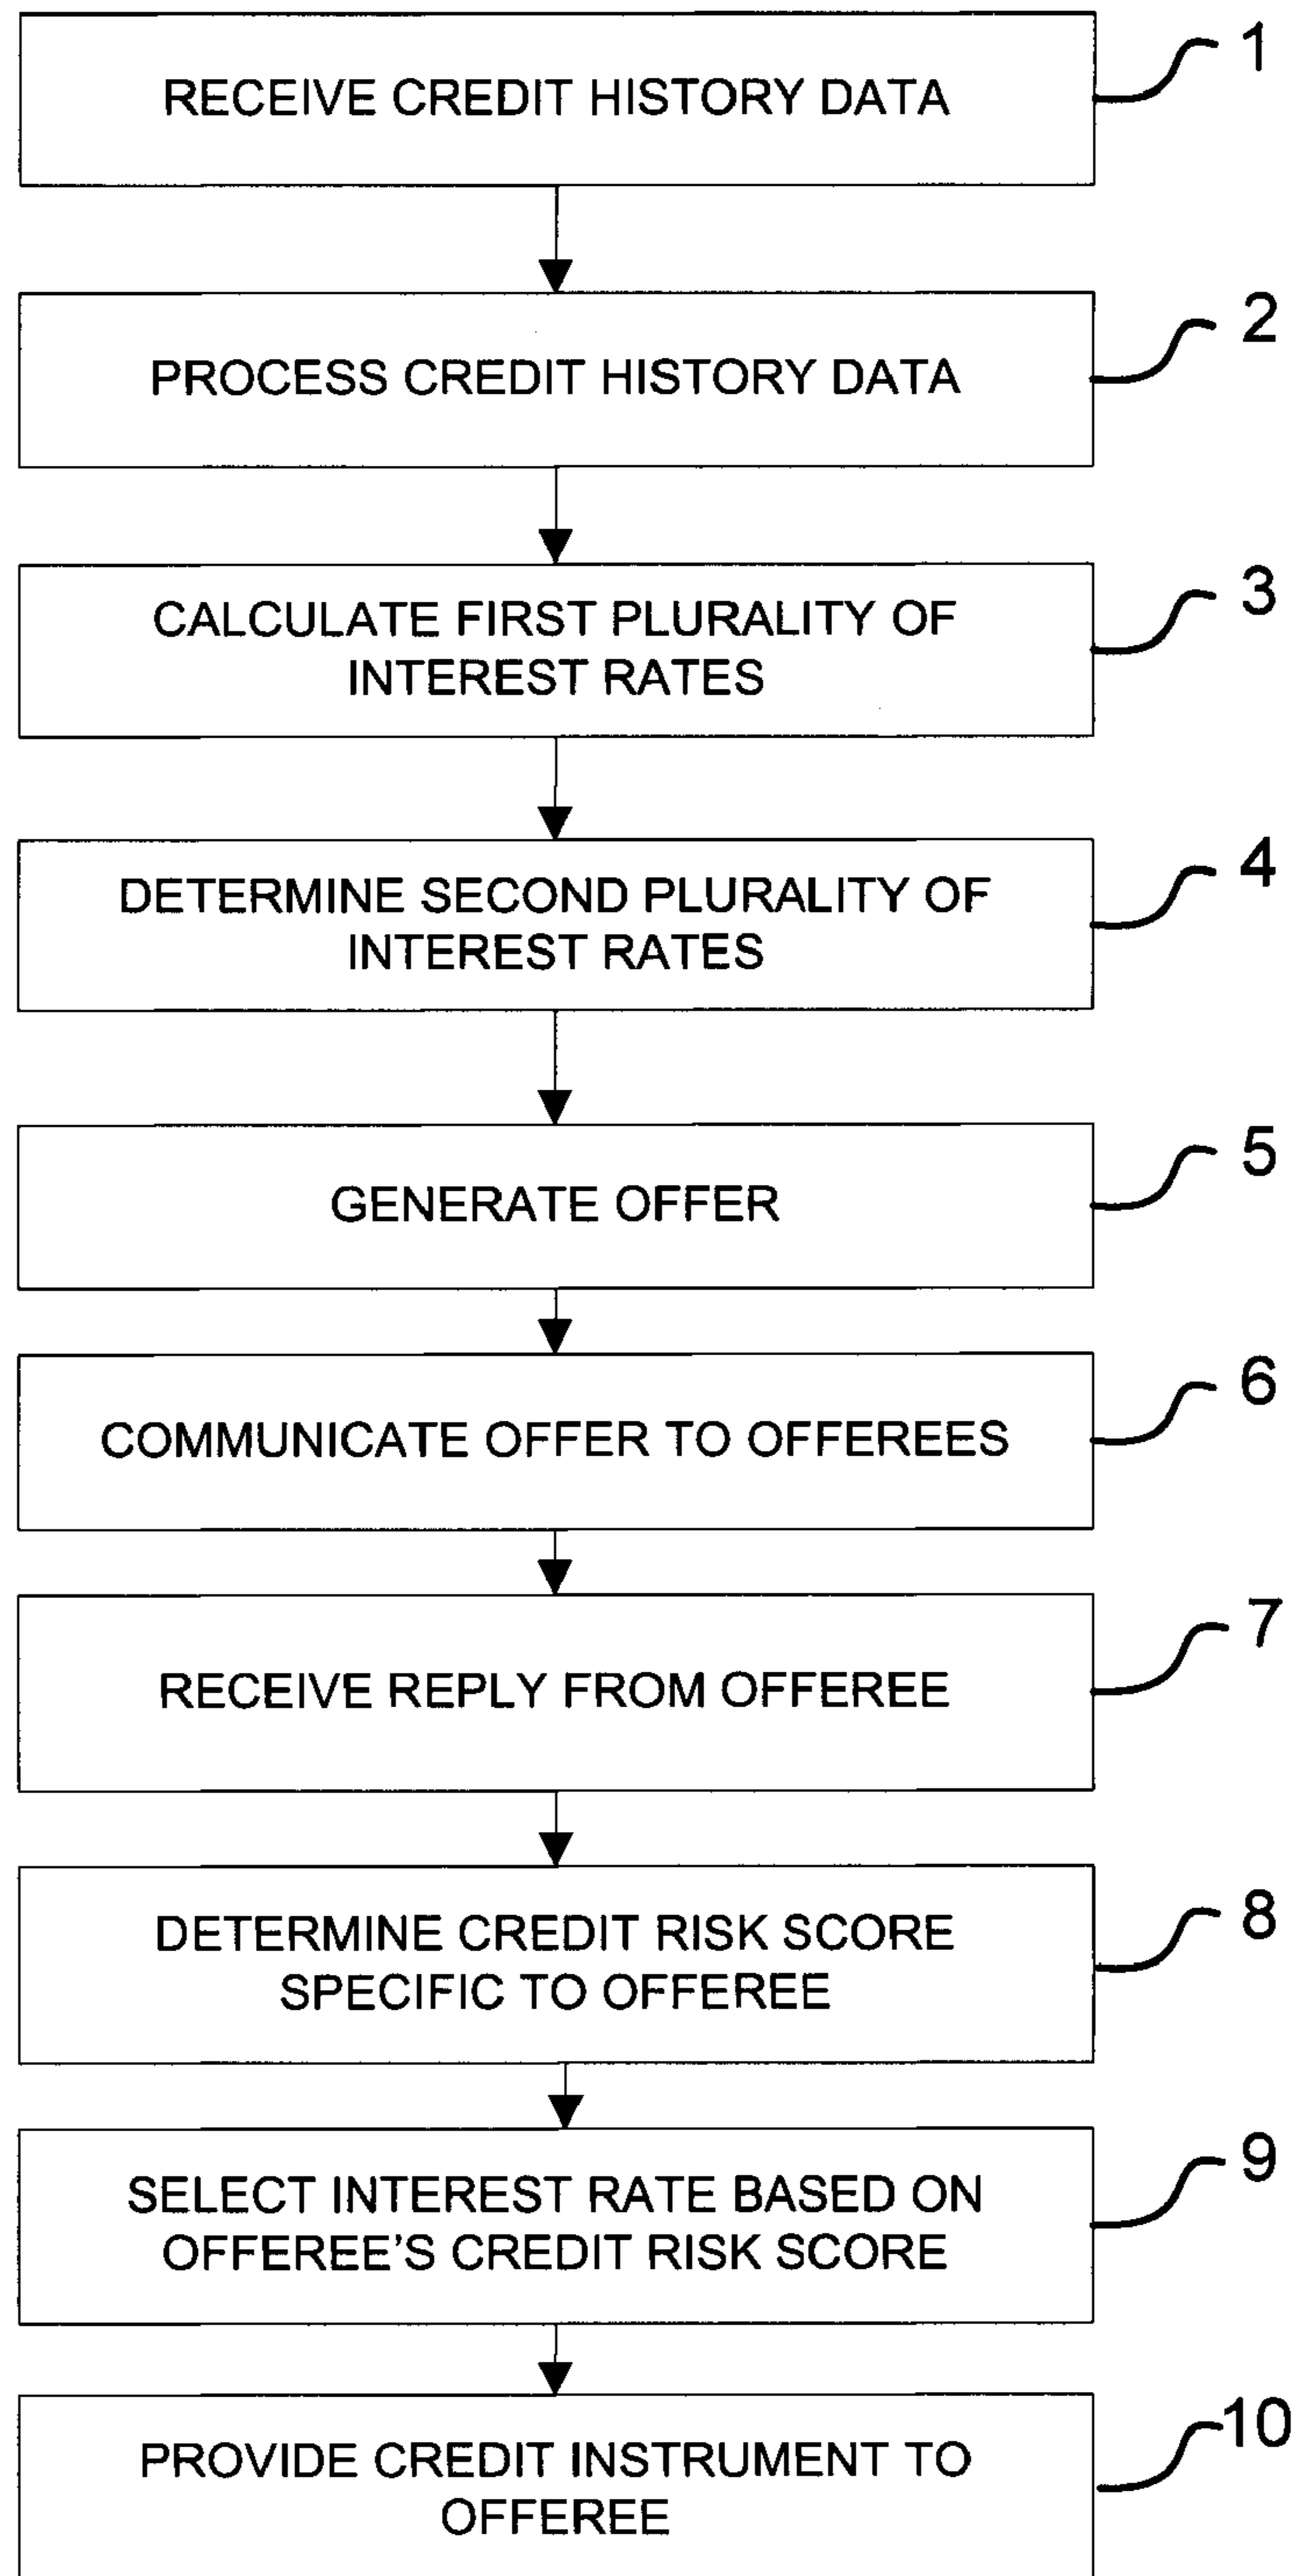 RECEIVE CREDIT HISTORY DATA
1
PROCESS CREDIT HISTORY DATA
2
CALCULATE FIRST PLURALITY OF
INTEREST RATES
3
DETERMINE SECOND PLURALITY OF
INTEREST RATES
4
GENERATE OFFER
5
COMMUNICATE OFFER TO OFFEREES
6
RECEIVE REPLY FROM OFFEREE
7
DETERMINE CREDIT RISK SCORE
SPECIFIC TO OFFEREE
8
SELECT INTEREST RATE BASED ON
OFFEREE'S CREDIT RISK SCORE
9
PROVIDE CREDIT INSTRUMENT TO
OFFEREE
10